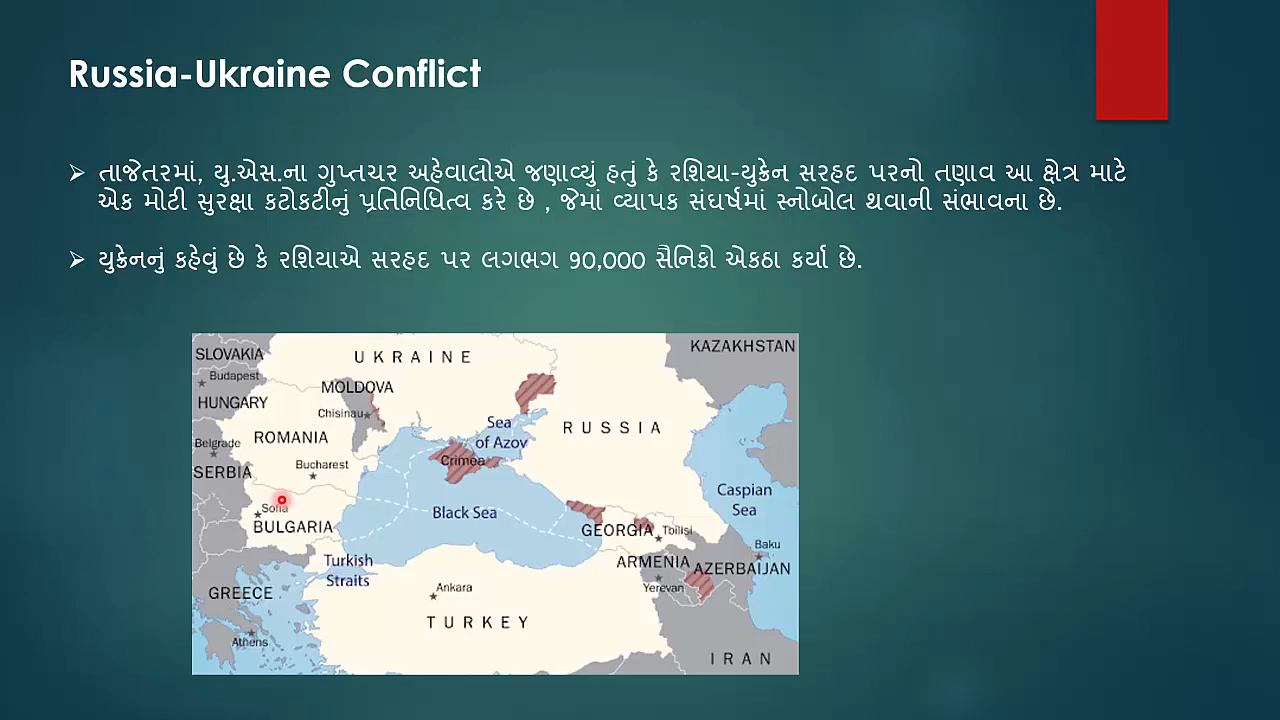 Russia-Ukraine Conflict
તાજેતરમાં, યુ.એસ.ના ગુપ્તચર અહેવાલોએ જણાવ્યું હતું કે રશિયા-યુક્રેન સરહદ પરનો તણાવ આ ક્ષેત્ર માટે
એક મોટી સુરક્ષા કટોકટીનું પ્રતિનિધિત્વ કરે છે , જેમાં વ્યાપક સંઘર્ષમાં સ્નોબોલ થવાની સંભાવના છે.
યુક્રેનનું કહેવું છે કે રશિયાએ સરહદ પર લગભગ 90,000 સૈનિકો એકઠા કર્યા છે.
SLOVAKIA
UKRAINE
KAZAKHSTAN
Budapest
HUNGARY
MOLDOVA
Chisinau
Sea
of Azov
RUSSIA
Belgrade
ROMANIA
SERBIA
Bucharest
Crimea
Caspian
Sea
Sofia
BULGARIA
Black Sea
GEORGIA
Tbilisi
Baku
Turkish
Straits
ARMENIA
AZERBAIJAN
Yerevan
GREECE
Ankara
TURKEY
Athens
IRAN